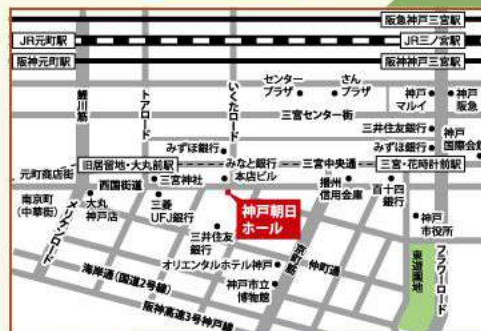 阪急神戸三宮駅
JR元町駅
JR三ノ宮駅
阪神元町駅
阪神神戸三宮駅
鯉川筋
トアロード
いくたロード
センター
プラザ
さん
プラザ
神戸
マルイ
神戸
阪急
三宮センター街
三井住友銀行
みずほ銀行
神戸
国際会館
みずほ銀行
旧居留地・大丸前駅
みなと銀行
本店ビル
三宮中央通
三宮・花時計前駅
元町商店街
西国街道
三宮神社
南京町
(中華街)
メリケンロード
大丸
神戸店
三菱
UFJ銀行
神戸朝日
ホール
播州
信用金庫
百十四
銀行
神戸
市役所
三井住友
銀行
京町筋
仲町通
東遊園地
フラワーロード
オリエンタルホテル神戸
海岸通(国道2号線)
神戸市立
博物館
阪神高速3号神戸線